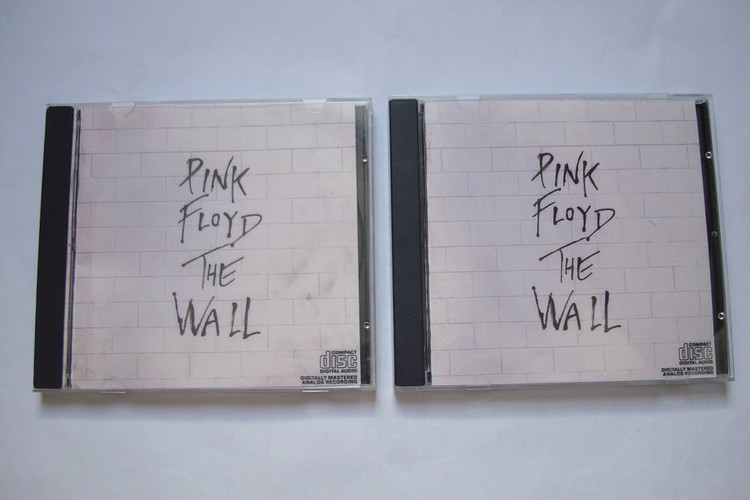 PINK
FLOYD
THE
WALL
COMPACT
disc
DIGITAL AUDIO
DIGITALLY MASTERED
ANALOG RECORDING
PINK
FLOYD
THE
WALL
COMPACT
disc
DIGITAL AUDIO
DIGITALLY MASTERED
ANALOG RECORDING